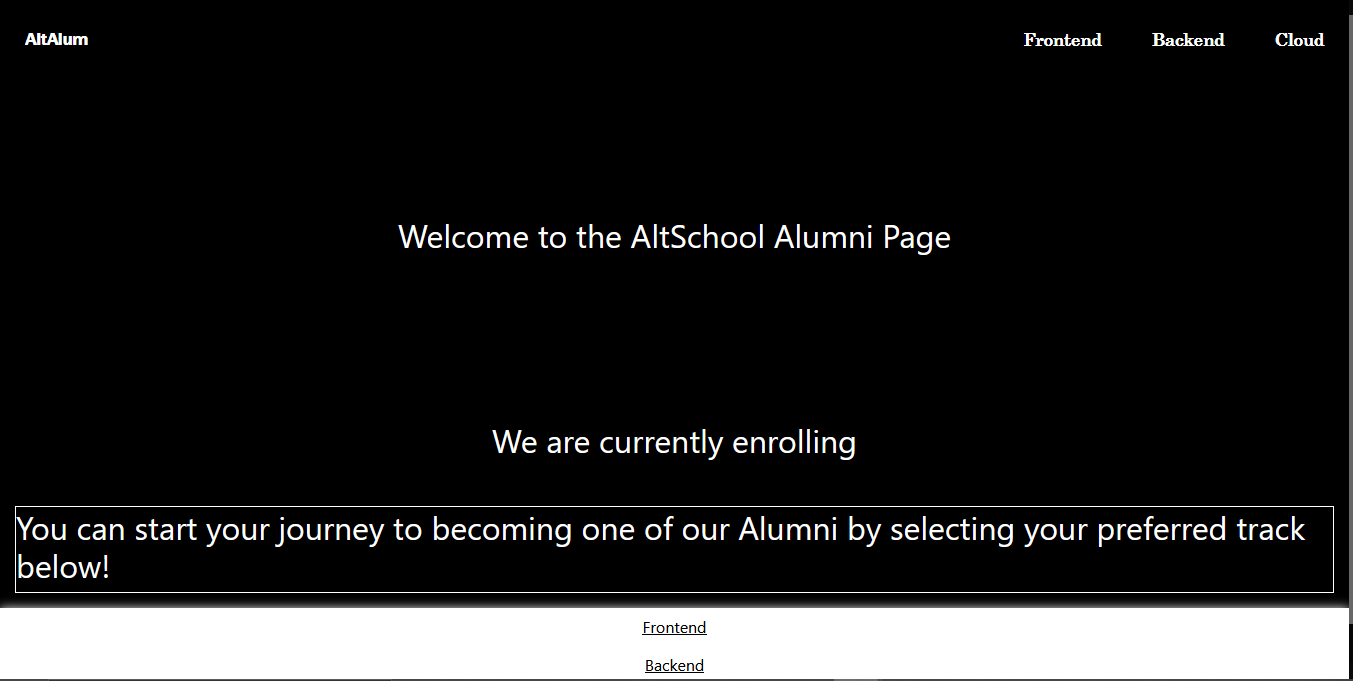 AltAlum
Frontend Backend Cloud
Welcome to the AltSchool Alumni Page
We are currently enrolling
You can start your journey to becoming one of our Alumni by selecting your preferred track
below!
Frontend
Backend